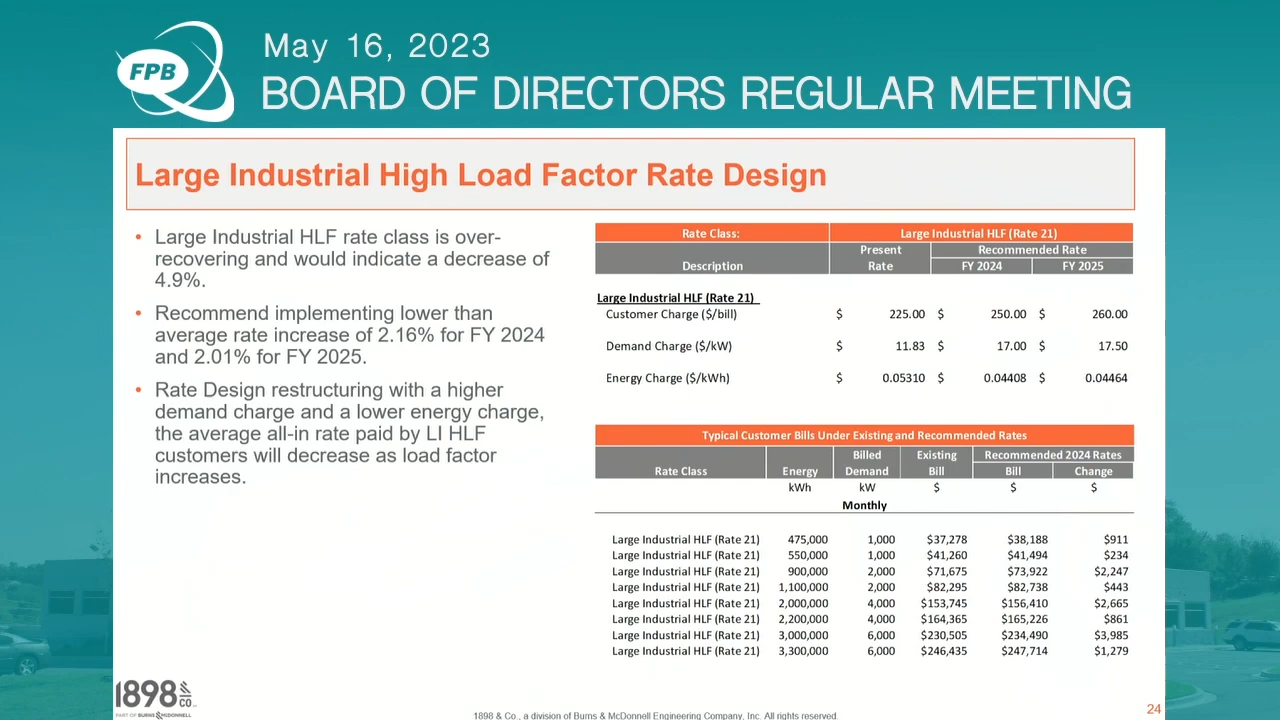 FPB
May 16, 2023
BOARD OF DIRECTORS REGULAR MEETING
Large Industrial High Load Factor Rate Design
• Large Industrial HLF rate class is over-
recovering and would indicate a decrease of
4.9%.
• Recommend implementing lower than
average rate increase of 2.16% for FY 2024
and 2.01% for FY 2025.
• Rate Design restructuring with a higher
demand charge and a lower energy charge,
the average all-in rate paid by LI HLF
customers will decrease as load factor
increases.
Rate Class: Large Industrial HLF (Rate 21)
Present Recommended Rate
Description Rate FY 2024 FY 2025
Large Industrial HLF (Rate 21)
Customer Charge ($/bill) $ 225.00 $ 250.00 $ 260.00
Demand Charge ($/kW) $ 11.83 $ 17.00 $ 17.50
Energy Charge ($/kWh) $ 0.05310 $ 0.04408 $ 0.04464
Typical Customer Bills Under Existing and Recommended Rates
Billed Existing Recommended 2024 Rates
Rate Class Energy Demand Bill Bill Change
kWh kW $ $ $
Monthly
Large Industrial HLF (Rate 21) 475,000 1,000 $37,278 $38,188 $911
Large Industrial HLF (Rate 21) 550,000 1,000 $41,260 $41,494 $234
Large Industrial HLF (Rate 21) 900,000 2,000 $71,675 $73,922 $2,247
Large Industrial HLF (Rate 21) 1,100,000 2,000 $82,295 $82,738 $443
Large Industrial HLF (Rate 21) 2,000,000 4,000 $153,745 $156,410 $2,665
Large Industrial HLF (Rate 21) 2,200,000 4,000 $164,365 $165,226 $861
Large Industrial HLF (Rate 21) 3,000,000 6,000 $230,505 $234,490 $3,985
Large Industrial HLF (Rate 21) 3,300,000 6,000 $246,435 $247,714 $1,279
1898 & CO
PART OF BURNS & MCDONNELL
1898 & Co., a division of Burns & McDonnell Engineering Company, Inc. All rights reserved.
24